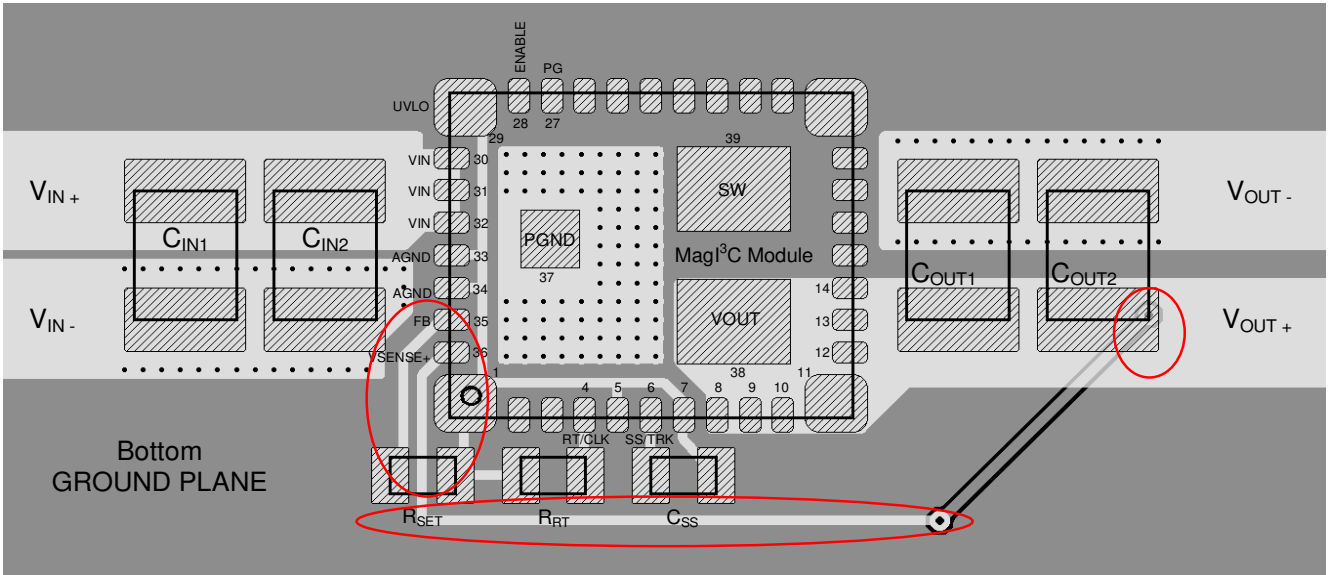 ENABLE
PG
UVLO
28
27
29
39
VIN
30
VIN
31
SW
VIN+
VOUT -
VIN
32
CIN1
CIN2
PGND
AGND
33
MagI³C Module
37
COUT1
COUT2
AGND
34
14
VIN -
FB
35
VOUT
13
VOUT +
VSENSE+
36
12
1
38
11
4
5
6
7
8
9
10
RT/CLK
SS/TRK
Bottom
GROUND PLANE
RSET
RRT
CSS